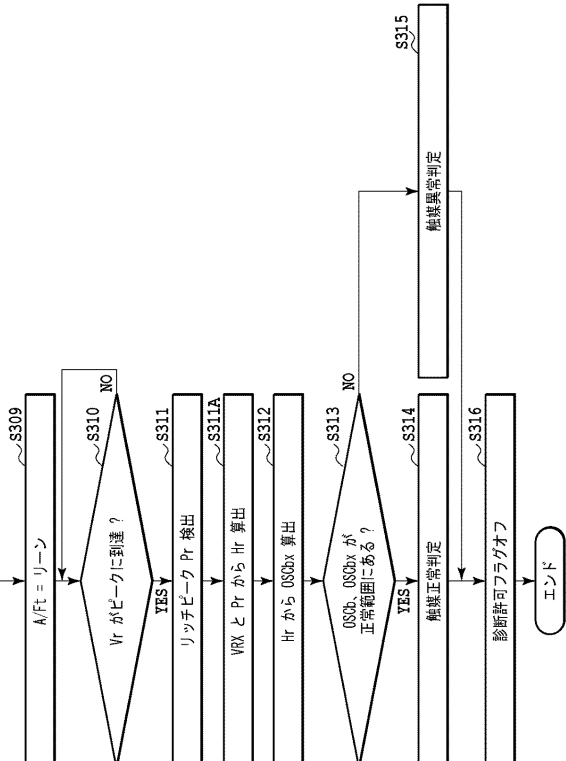 S309
A/Ft = リーン
S310
Vr がピークに到達 ?
NO
YES
S311
リッチピーク Pr 検出
S311A
VRX と Pr から Hr 算出
S312
Hr から OSCbx 算出
S313
OSCb、OSCbx が
正常範囲にある ?
NO
YES
S314
触媒正常判定
S315
触媒異常判定
S316
診断許可フラグオフ
エンド